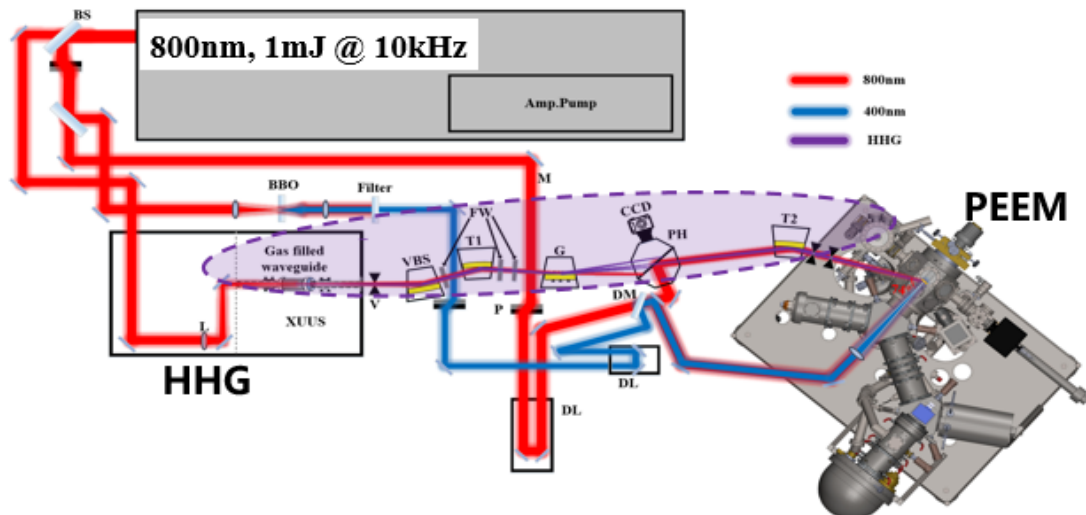 BS
800nm, 1mJ @ 10kHz
Amp.Pump
800nm
400nm
HHG
M
BBO
Filter
PEEM
CCD
FW
T2
Gas filled
waveguide
VBS
T1
G
PH
V
P
DM
L
XUUS
HHG
DL
DL